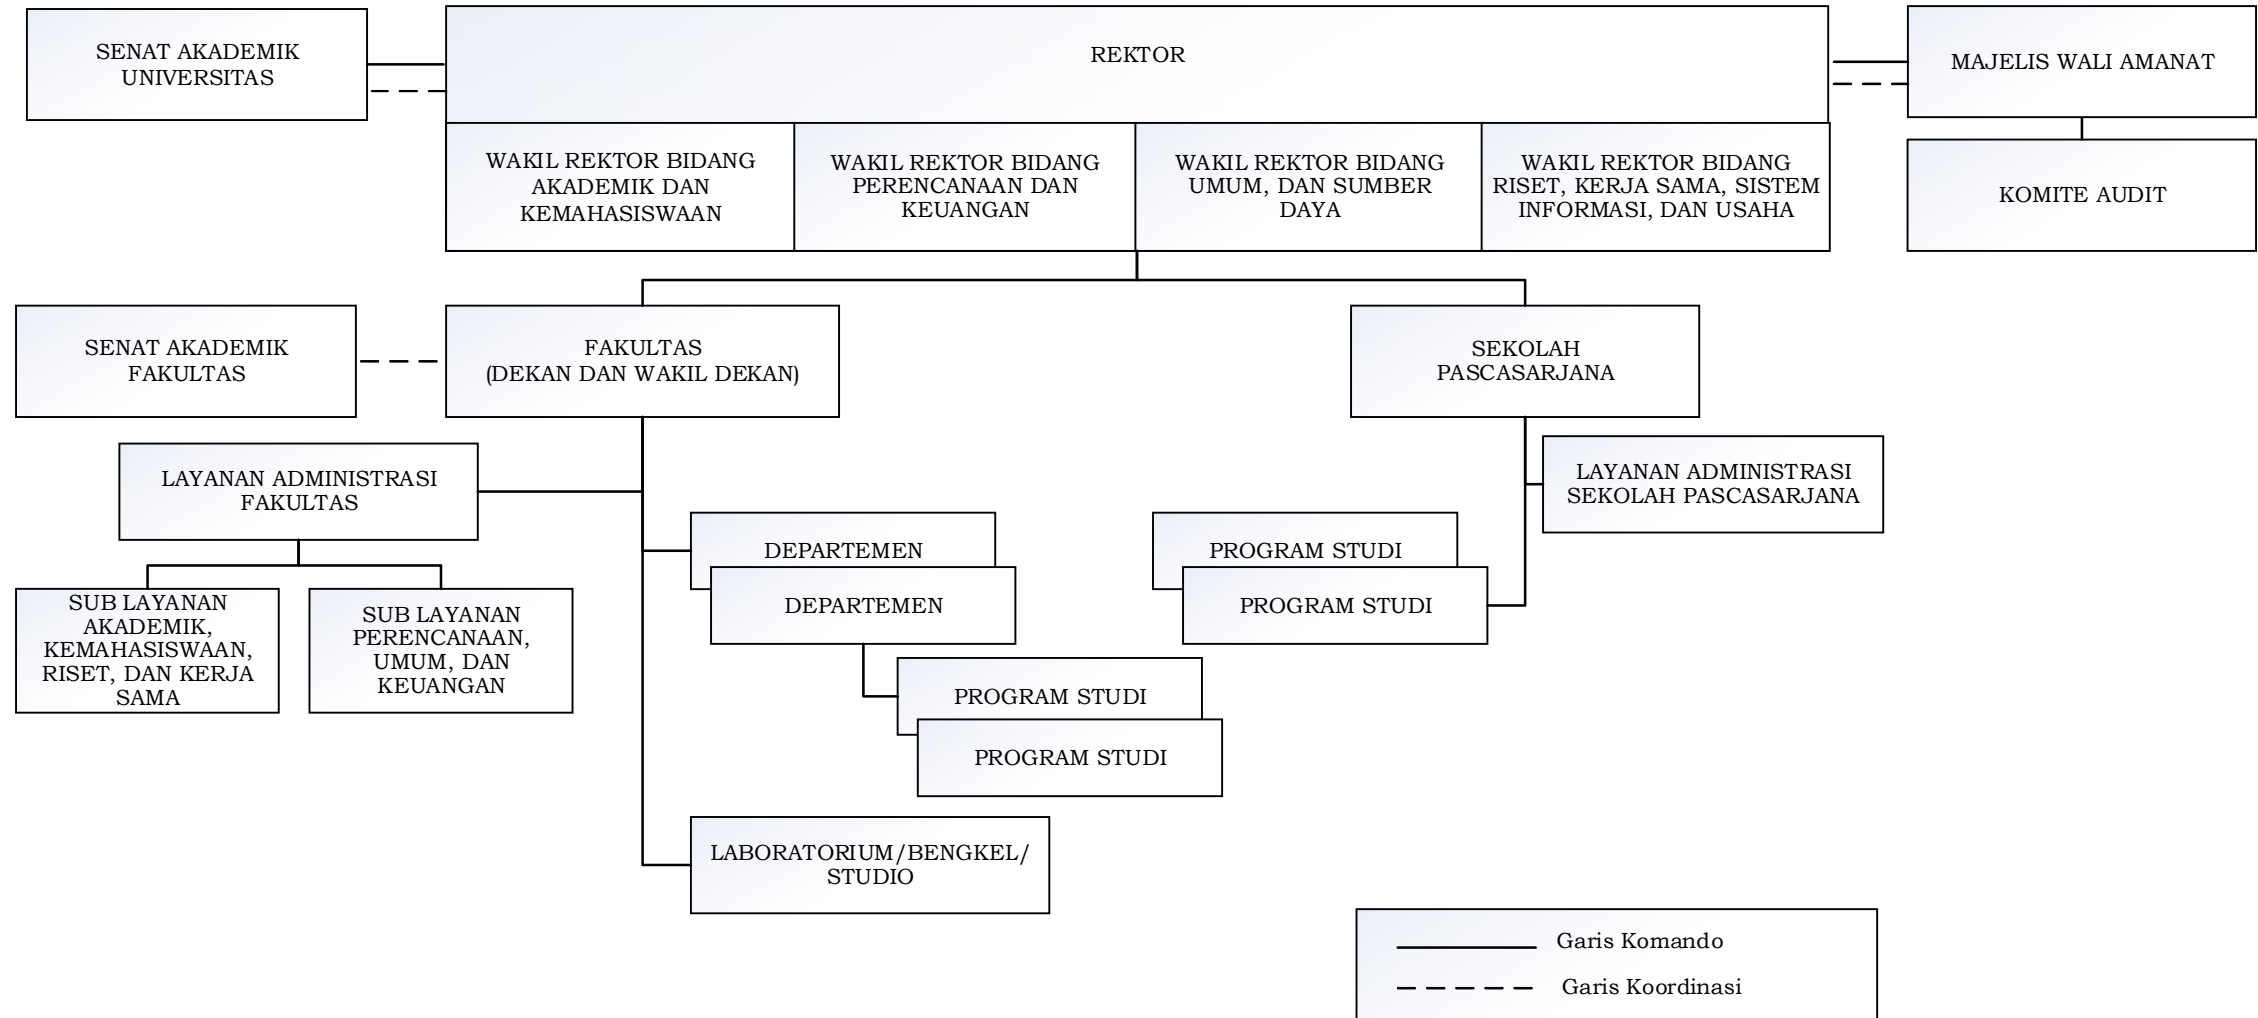 SENAT AKADEMIK
UNIVERSITAS
REKTOR
MAJELIS WALI AMANAT
WAKIL REKTOR BIDANG
AKADEMIK DAN
KEMAHASISWAAN
WAKIL REKTOR BIDANG
PERENCANAAN DAN
KEUANGAN
WAKIL REKTOR BIDANG
UMUM, DAN SUMBER
DAYA
WAKIL REKTOR BIDANG
RISET, KERJA SAMA, SISTEM
INFORMASI, DAN USAHA
KOMITE AUDIT
SENAT AKADEMIK
FAKULTAS
FAKULTAS
(DEKAN DAN WAKIL DEKAN)
SEKOLAH
PASCASARJANA
LAYANAN ADMINISTRASI
FAKULTAS
LAYANAN ADMINISTRASI
SEKOLAH PASCASARJANA
DEPARTEMEN
DEPARTEMEN
PROGRAM STUDI
PROGRAM STUDI
SUB LAYANAN
AKADEMIK,
KEMAHASISWAAN,
RISET, DAN KERJA
SAMA
SUB LAYANAN
PERENCANAAN,
UMUM, DAN
KEUANGAN
PROGRAM STUDI
PROGRAM STUDI
LABORATORIUM/BENGKEL/
STUDIO
Garis Komando
Garis Koordinasi